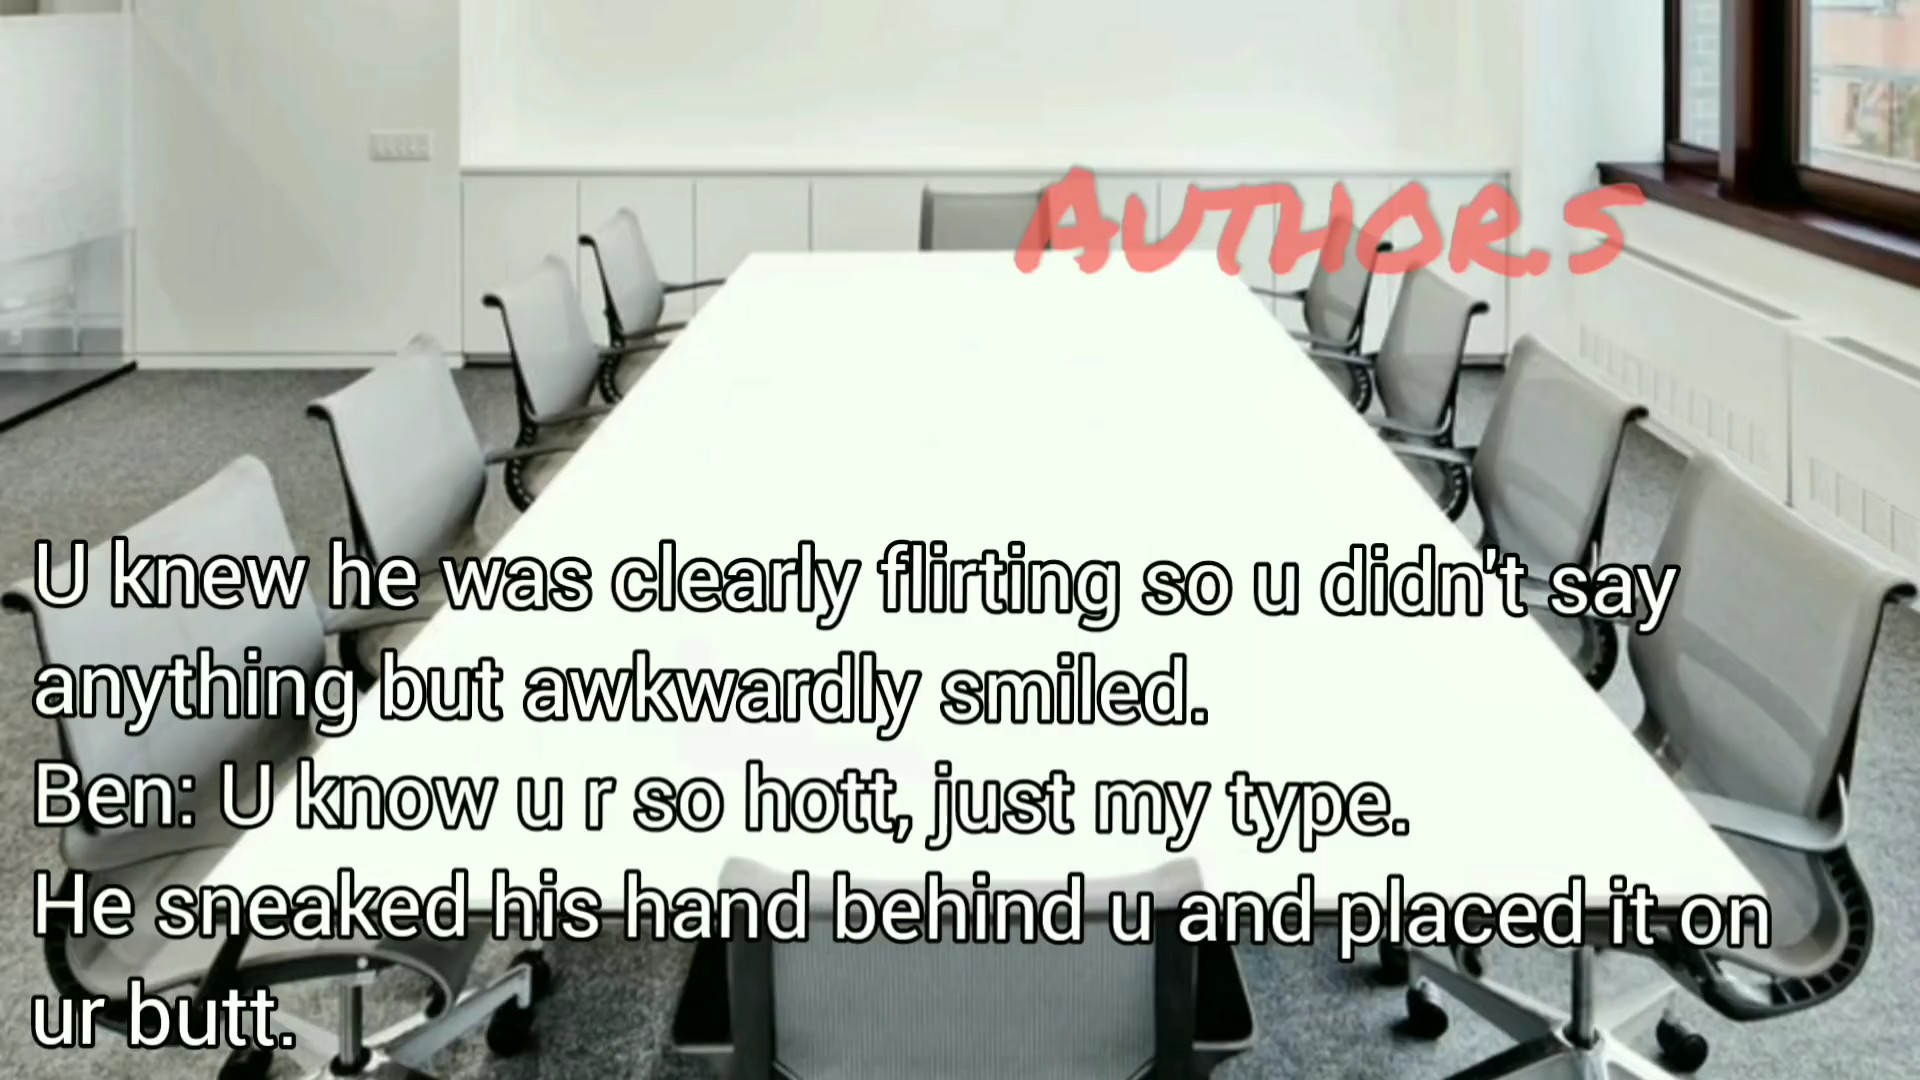 AUTHOR.S
U knew he was clearly flirting so u didn't say
anything but awkwardly smiled.
Ben: U know u r so hott, just my type.
He sneaked his hand behind u and placed it on
ur butt.